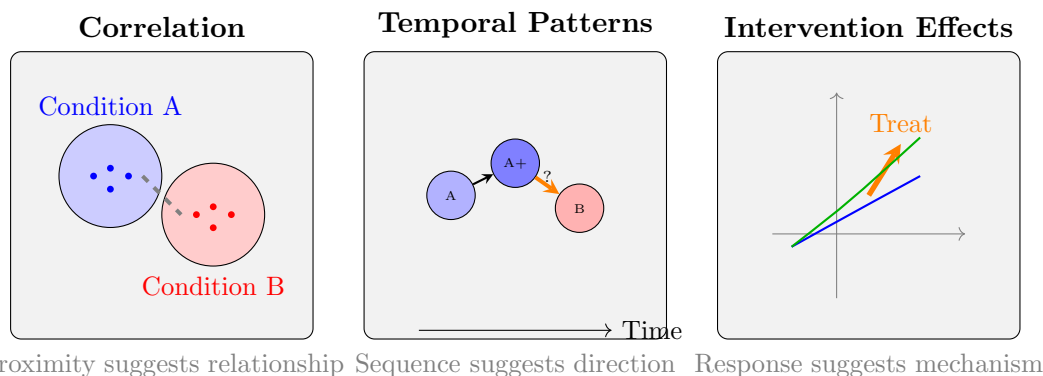 Correlation
Condition A
Condition B
roximity suggests relationship
Temporal Patterns
A
A+
?
B
Time
Sequence suggests direction
Intervention Effects
Treat
Response suggests mechanism